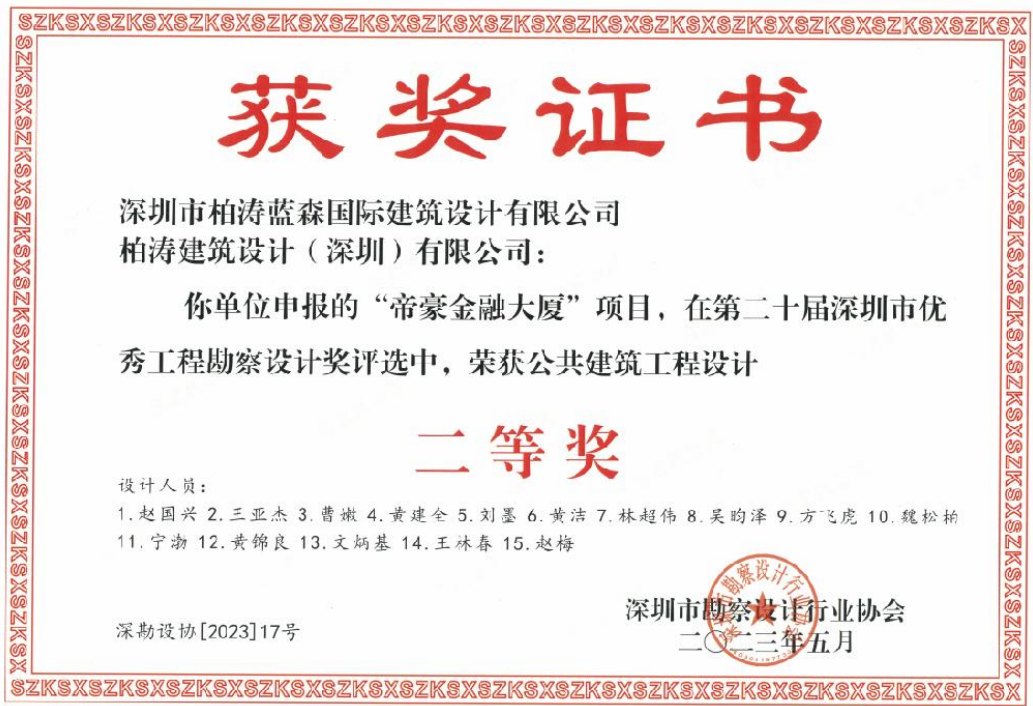 SZKSXSZKSXSZKSXSZKSXSZKSXSZKSXSZKSXSZKSXSZKSXSZKSXSZKSXSZKSX
获奖证书
深圳市柏涛蓝森国际建筑设计有限公司
柏涛建筑设计（深圳）有限公司：
你单位申报的“帝豪金融大厦”项目，在第二十届深圳市优
秀工程勘察设计奖评选中，荣获公共建筑工程设计
二等奖
设计人员：
1.赵国兴 2.王亚杰 3.曹嫩 4.黄建全 5.刘墨 6.黄洁 7.林超伟 8.吴昀泽 9.方飞虎 10.魏松柏
11.宁渤 12.黄锦良 13.文炳基 14.王林春 15.赵梅
深圳市勘察设计行业协会
二〇二三年五月
深勘设协[2023]17号